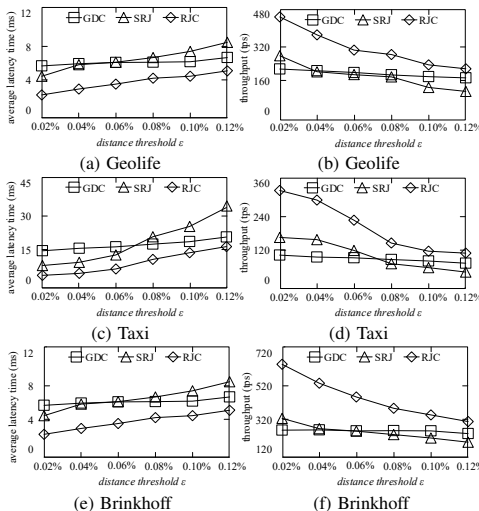 12
8
4
0
average latency time (ms)
GDC SRJ RJC
0.02% 0.04% 0.06% 0.08% 0.10% 0.12%
distance threshold ε
(a) Geolife
480
320
160
0
throughput (tps)
GDC SRJ RJC
0.02% 0.04% 0.06% 0.08% 0.10% 0.12%
distance threshold ε
(b) Geolife
45
30
15
0
average latency time (ms)
GDC SRJ RJC
0.02% 0.04% 0.06% 0.08% 0.10% 0.12%
distance threshold ε
(c) Taxi
360
240
120
0
throughput (tps)
GDC SRJ RJC
0.02% 0.04% 0.06% 0.08% 0.10% 0.12%
distance threshold ε
(d) Taxi
12
8
4
0
average latency time (ms)
GDC SRJ RJC
0.02% 0.04% 0.06% 0.08% 0.10% 0.12%
distance threshold ε
(e) Brinkhoff
720
520
320
120
throughput (tps)
GDC SRJ RJC
0.02% 0.04% 0.06% 0.08% 0.10% 0.12%
distance threshold ε
(f) Brinkhoff